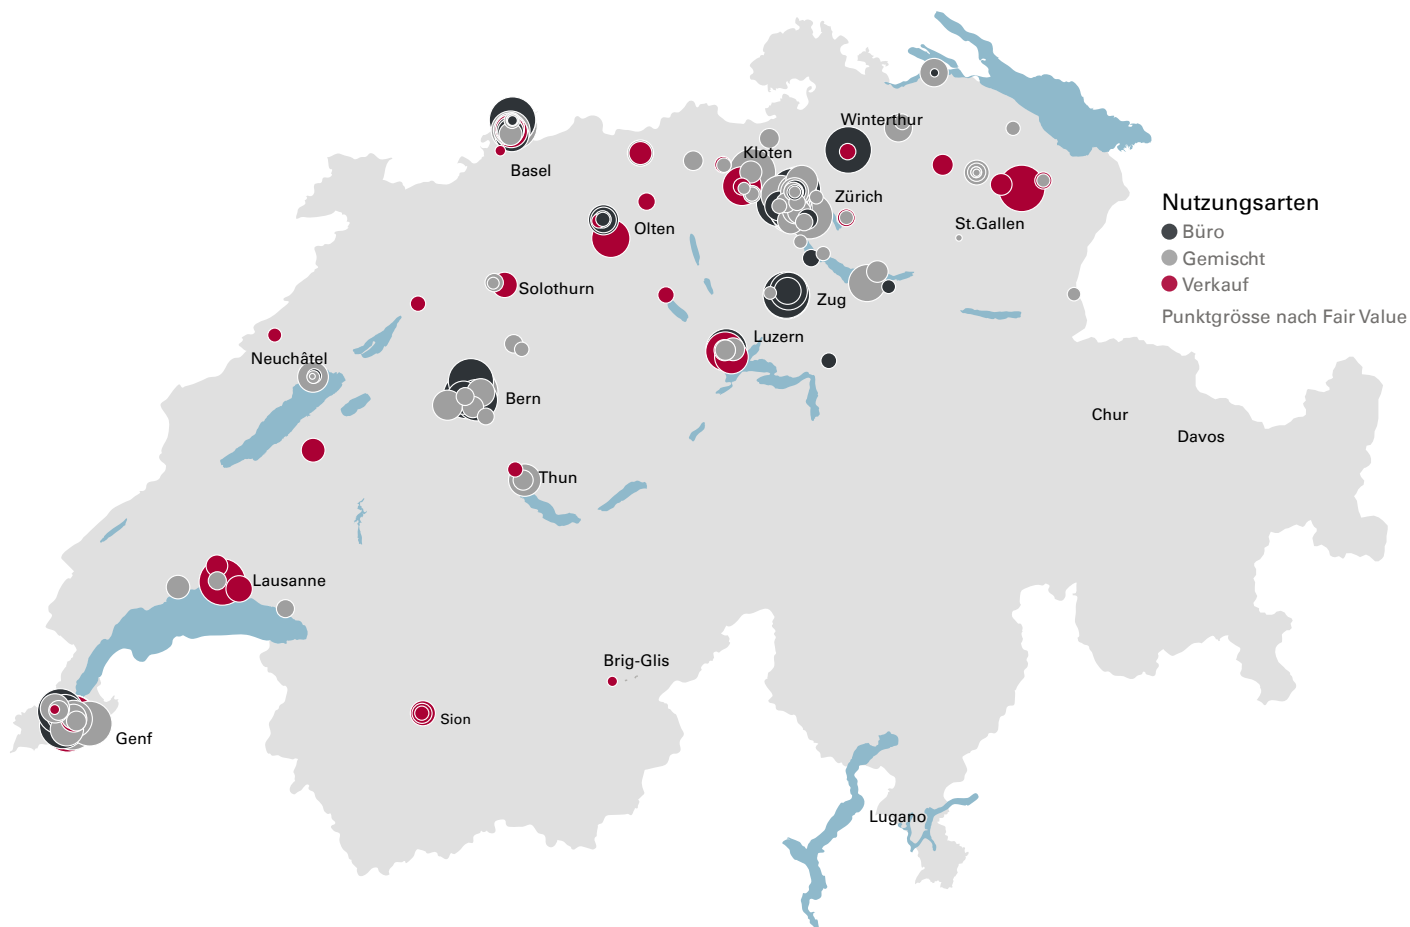 Winterthur
Kloten
Basel
Zürich
Nutzungsarten
St.Gallen
Olten
Büro
Gemischt
Solothurn
Verkauf
Zug
Punktgrösse nach Fair Value
Luzern
Neuchâtel
Bern
Chur
Davos
Thun
Lausanne
Brig-Glis
Sion
Genf
Lugano